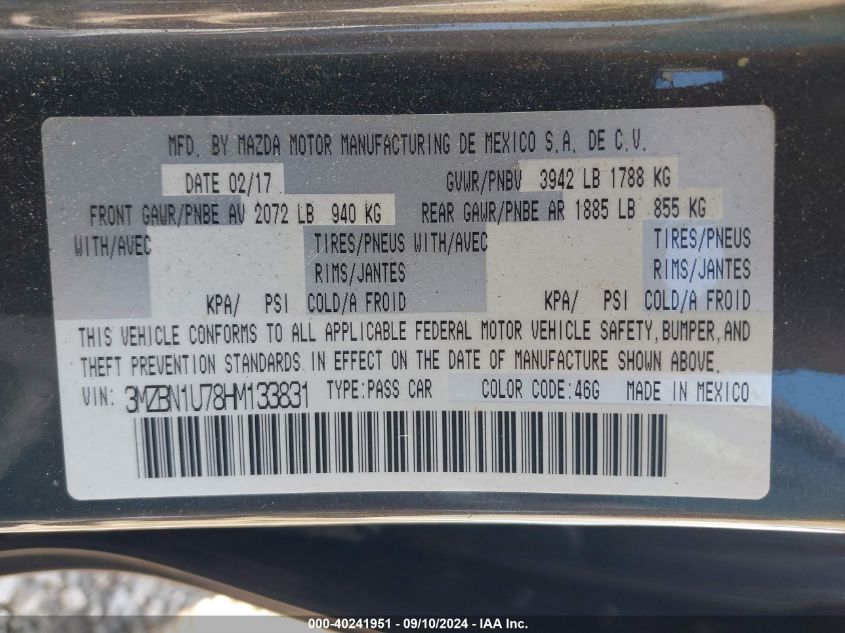 MFD. BY MAZDA MOTOR MANUFACTURING DE MEXICO S.A. DE C.V.
DATE 02/17 GVWR/PNBV 3942 LB 1788 KG
FRONT GAWR/PNBE AV 2072 LB 940 KG REAR GAWR/PNBE AR 1885 LB 855 KG
WITH/AVEC TIRES/PNEUS WITH/AVEC TIRES/PNEUS
RIMS/JANTES RIMS/JANTES
KPA/ PSI COLD/A FROID KPA/ PSI COLD/A FROID
THIS VEHICLE CONFORMS TO ALL APPLICABLE FEDERAL MOTOR VEHICLE SAFETY, BUMPER, AND
THEFT PREVENTION STANDARDS IN EFFECT ON THE DATE OF MANUFACTURE SHOWN ABOVE.
VIN: 3MZBN1U78HM133831 TYPE:PASS CAR COLOR CODE:46G MADE IN MEXICO
000-40241951 - 09/10/2024 - IAA Inc.